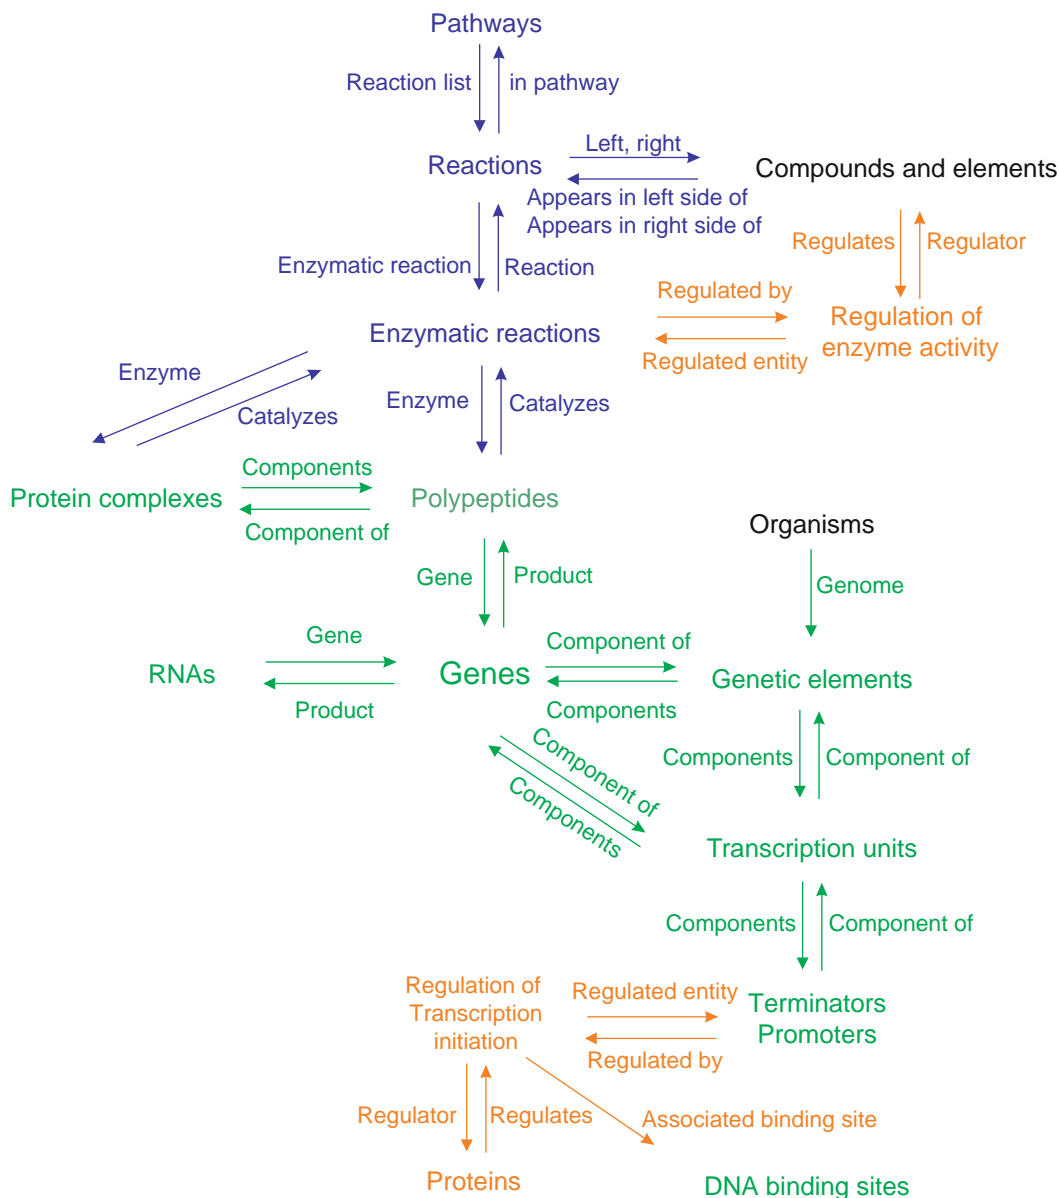 Pathways
Reaction list
in pathway
Reactions
Left, right
Compounds and elements
Appears in left side of
Appears in right side of
Regulates
Regulator
Enzymatic reaction
Reaction
Regulated by
Regulation of
enzyme activity
Enzymatic reactions
Regulated entity
Enzyme
Catalyzes
Enzyme
Catalyzes
Components
Protein complexes
Polypeptides
Component of
Organisms
Gene
Product
Genome
Gene
Component of
RNAs
Genes
Genetic elements
Product
Components
Component of
Components
Components
Component of
Transcription units
Components
Component of
Regulation of
Transcription
initiation
Regulated entity
Terminators
Promoters
Regulated by
Regulator
Regulates
Associated binding site
Proteins
DNA binding sites